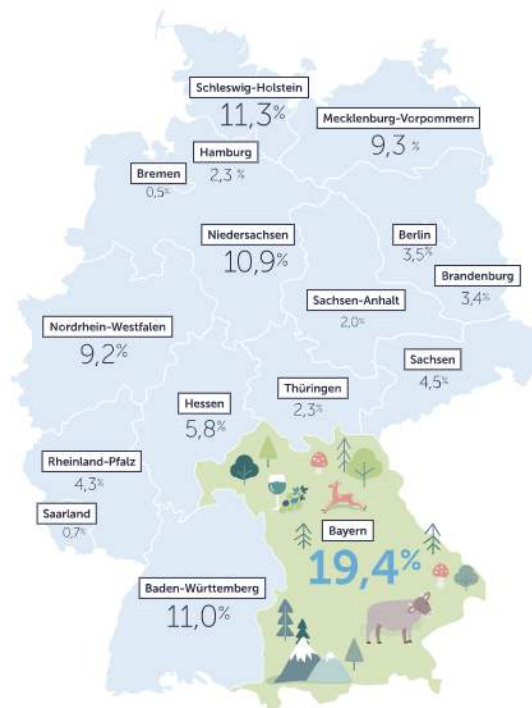 Schleswig-Holstein
11,3 %
Mecklenburg-Vorpommern
9,3 %
Hamburg
2,3 %
Bremen
0,5%
Niedersachsen
10,9%
Berlin
3,5%
Brandenburg
3,4%
Sachsen-Anhalt
2,0%
Nordrhein-Westfalen
9,2%
Sachsen
4,5%
Thüringen
2,3%
Hessen
5,8%
Rheinland-Pfalz
4,3%
Saarland
0,7%
Bayern
19,4%
Baden-Württemberg
11,0%